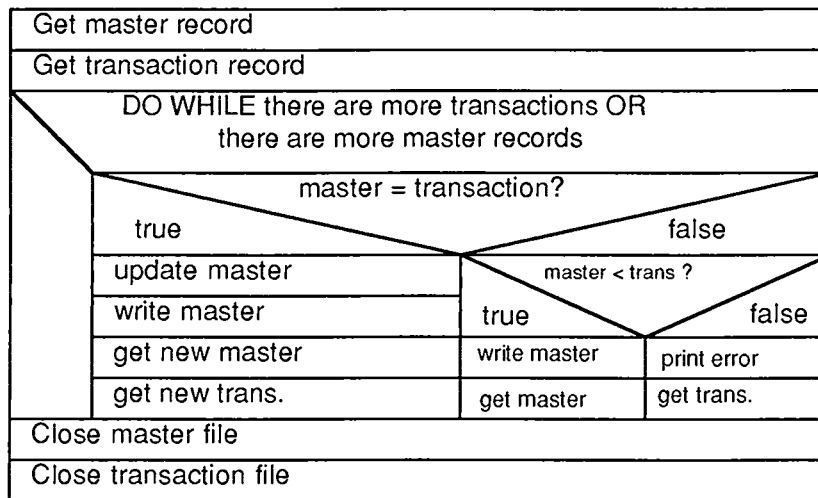 Get master record
Get transaction record
DO WHILE there are more transactions OR
there are more master records
master = transaction?
true
false
update master
master < trans ?
write master
true
false
get new master
write master
print error
get new trans.
get master
get trans.
Close master file
Close transaction file